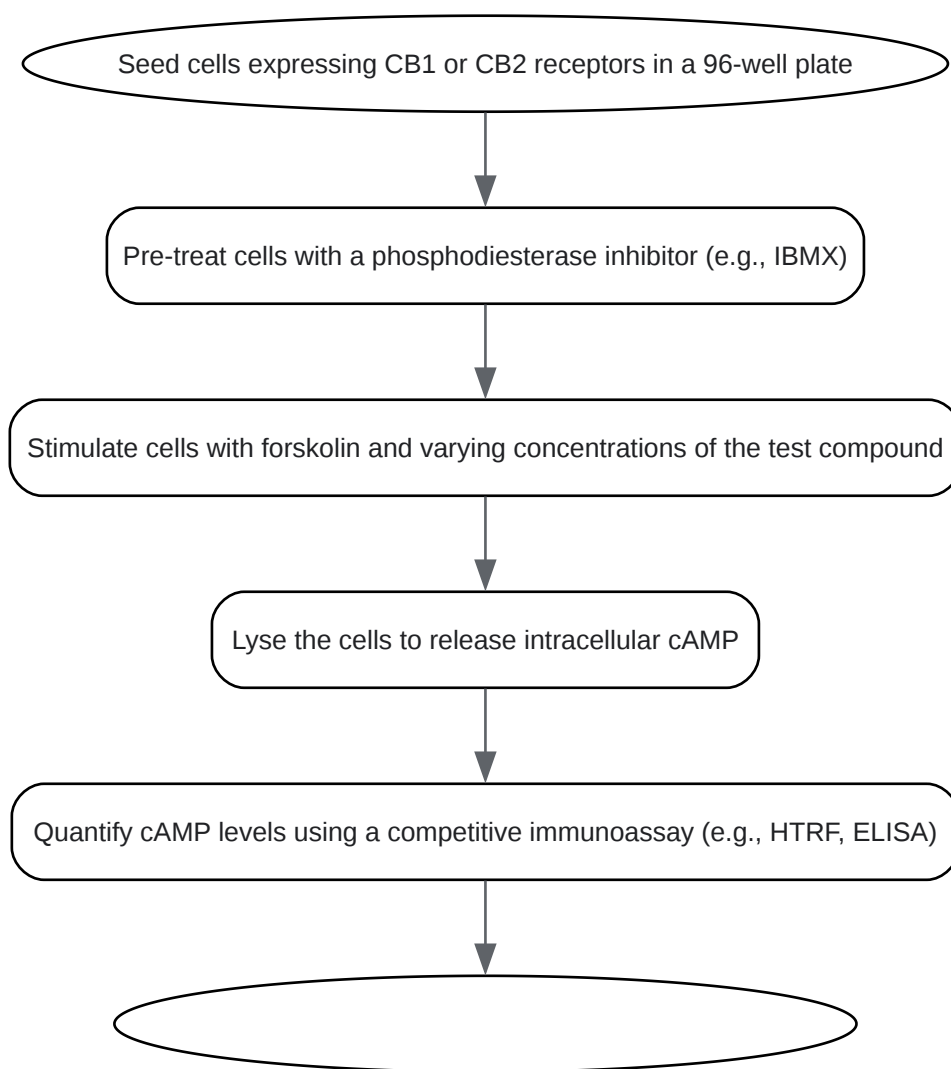 Seed cells expressing CB1 or CB2 receptors in a 96-well plate
Pre-treat cells with a phosphodiesterase inhibitor (e.g., IBMX)
Stimulate cells with forskolin and varying concentrations of the test compound
Lyse the cells to release intracellular cAMP
Quantify cAMP levels using a competitive immunoassay (e.g., HTRF, ELISA)